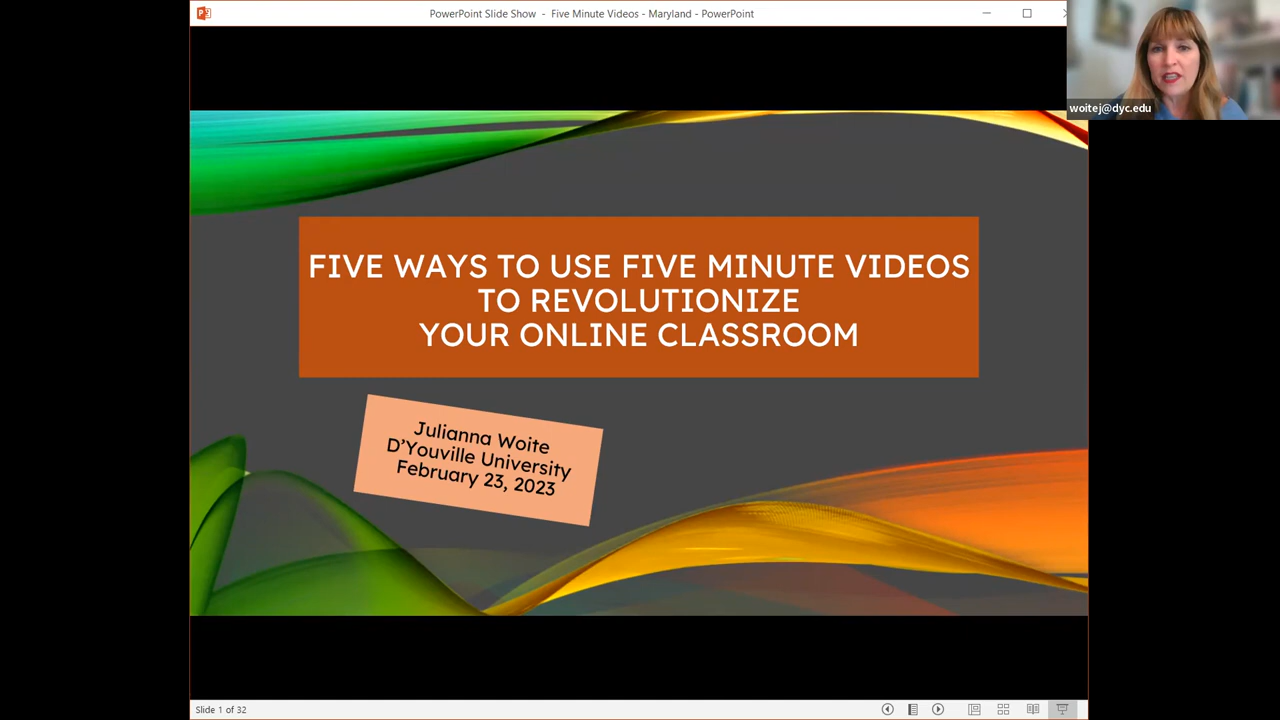 PowerPoint Slide Show - Five Minute Videos - Maryland - PowerPoint
woitej@dyc.edu
FIVE WAYS TO USE FIVE MINUTE VIDEOS
TO REVOLUTIONIZE
YOUR ONLINE CLASSROOM
Julianna Woite
D’Youville University
February 23, 2023
Slide 1 of 32